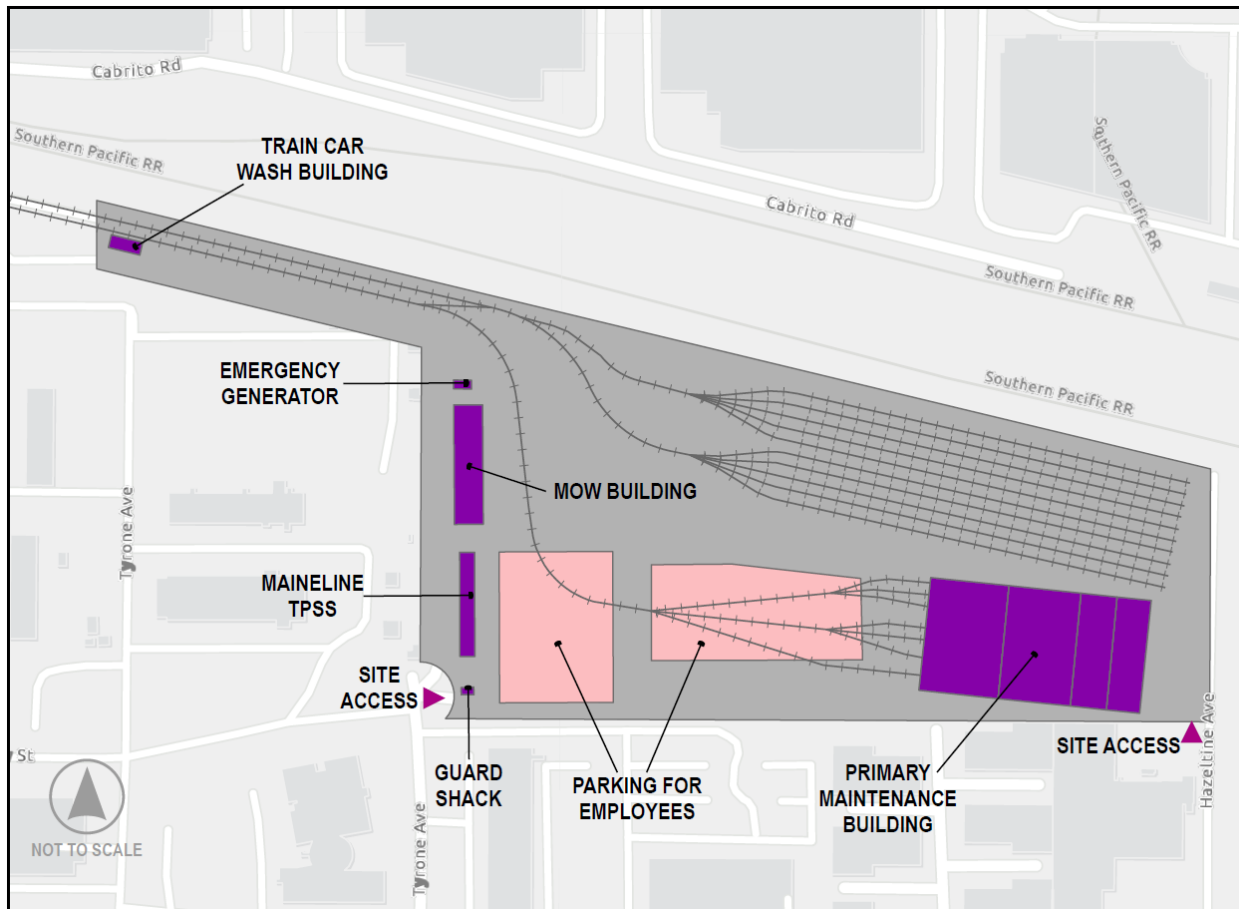 Cabrito Rd
Southern Pacific RR
TRAIN CAR
WASH BUILDING
Southern Pacific RR
Cabrito Rd
Southern Pacific RR
EMERGENCY
GENERATOR
Southern Pacific RR
MOW BUILDING
Tyrone Ave
MAINELINE
TPSS
SITE
ACCESS
SITE ACCESS
Hazeltine Ave
St
GUARD
SHACK
PARKING FOR
EMPLOYEES
PRIMARY
MAINTENANCE
BUILDING
Tyrone Ave
NOT TO SCALE